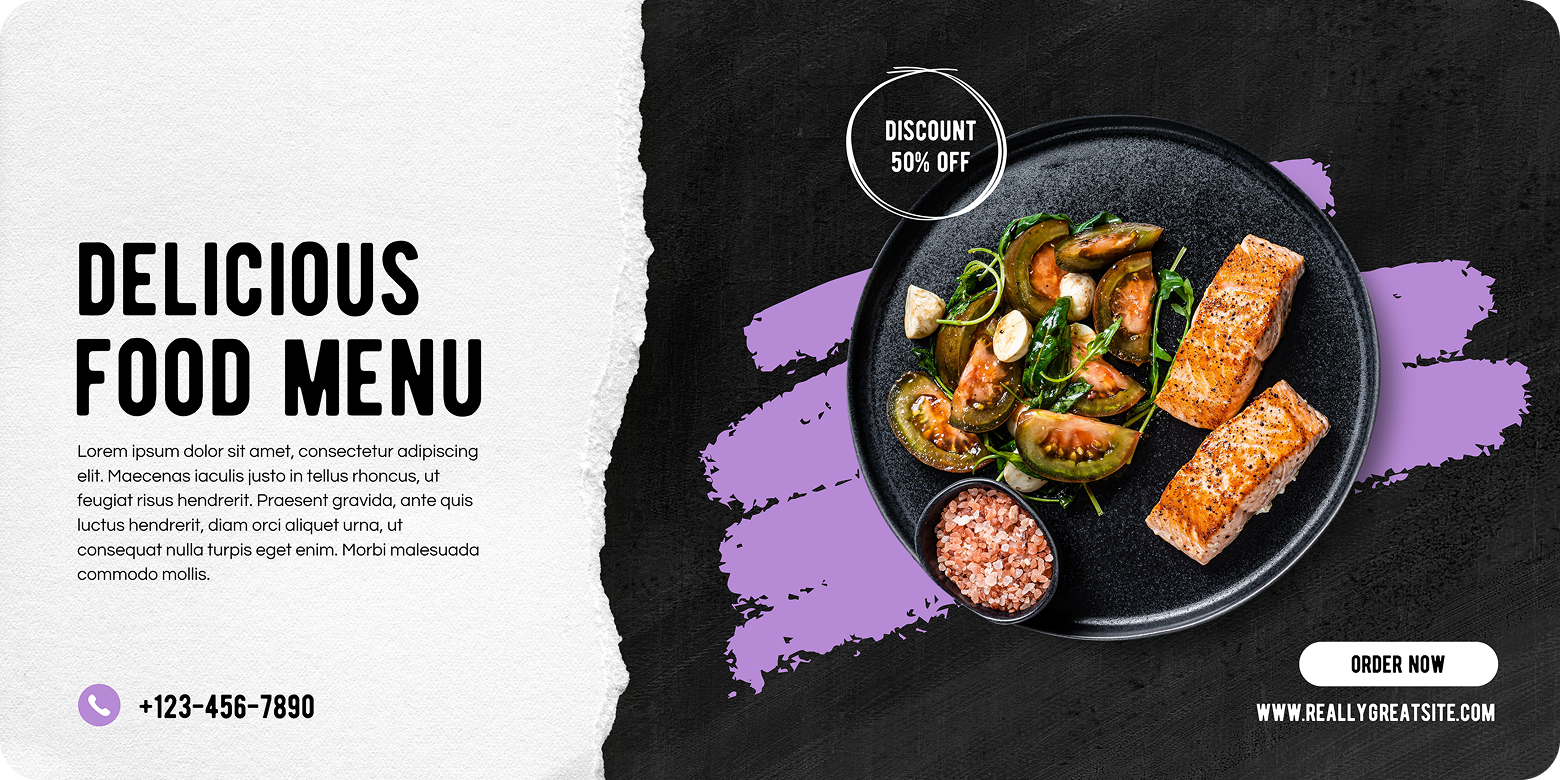 DELICIOUS
FOOD MENU
Lorem ipsum dolor sit amet, consectetur adipiscing
elit. Maecenas iaculis justo in tellus rhoncus, ut
feugiat risus hendrerit. Praesent gravida, ante quis
luctus hendrerit, diam orci aliquet urna, ut
consequat nulla turpis eget enim. Morbi malesuada
commodo mollis.
+123-456-7890
DISCOUNT
50% OFF
ORDER NOW
WWW.REALLYGREATSITE.COM